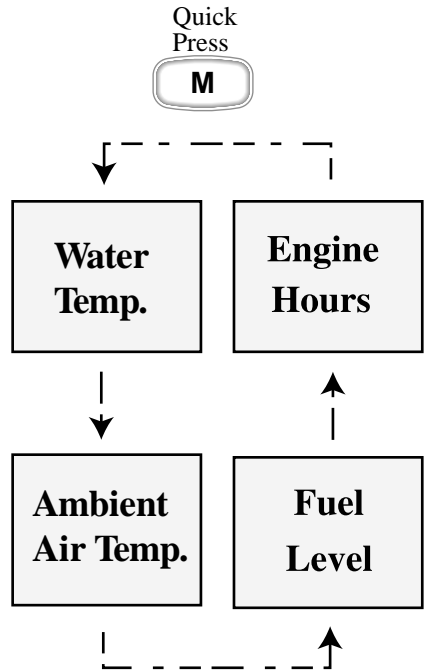 Quick
Press
M
Water
Temp.
Engine
Hours
Ambient
Air Temp.
Fuel
Level